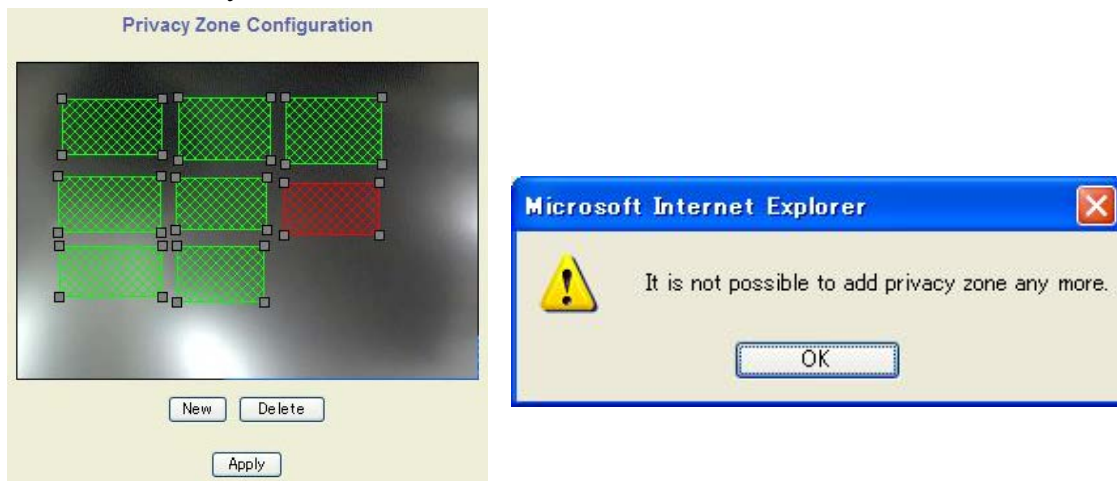 Privacy Zone Configuration
New Delete
Apply
Microsoft Internet Explorer
It is not possible to add privacy zone any more.
OK